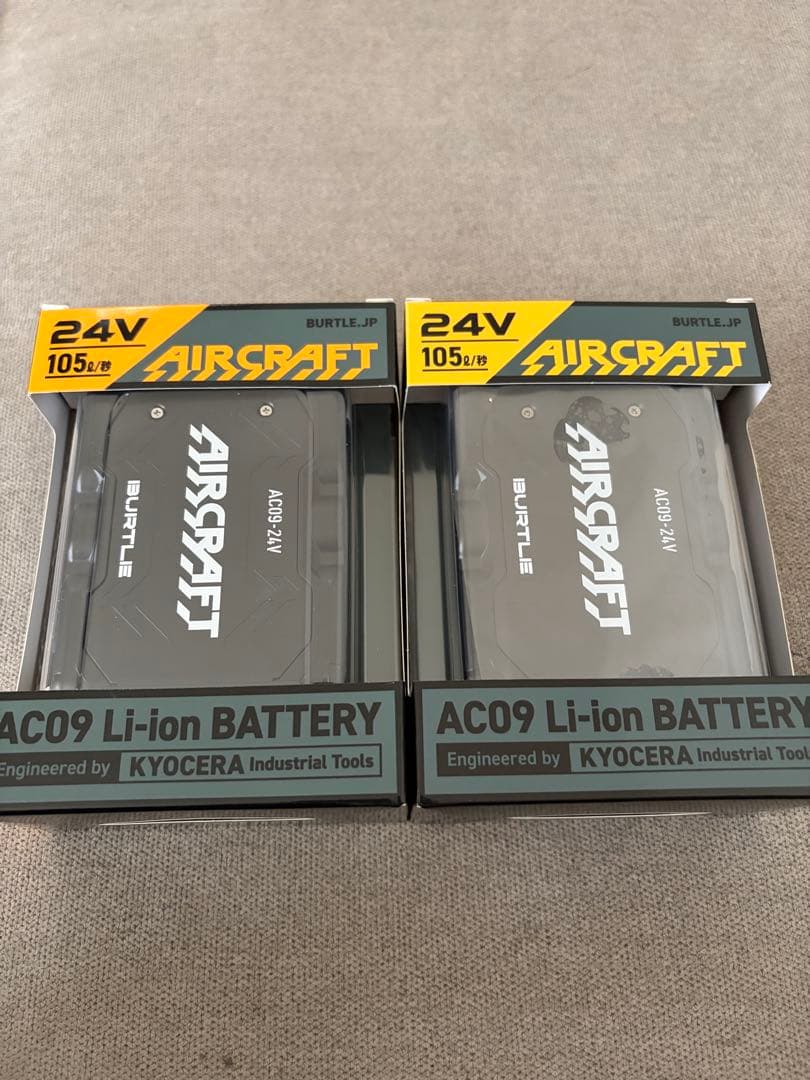 24V
BURTLE.JP
105ℓ/秒
AIRCRAFT
AC09-24V
AIRCRAFT
BURTLE
AC09 Li-ion BATTERY
Engineered by KYOCERA Industrial Tools
24V
BURTLE.JP
105ℓ/秒
AIRCRAFT
AC09-24V
AIRCRAFT
BURTLE
AC09 Li-ion BATTERY
Engineered by KYOCERA Industrial Tool